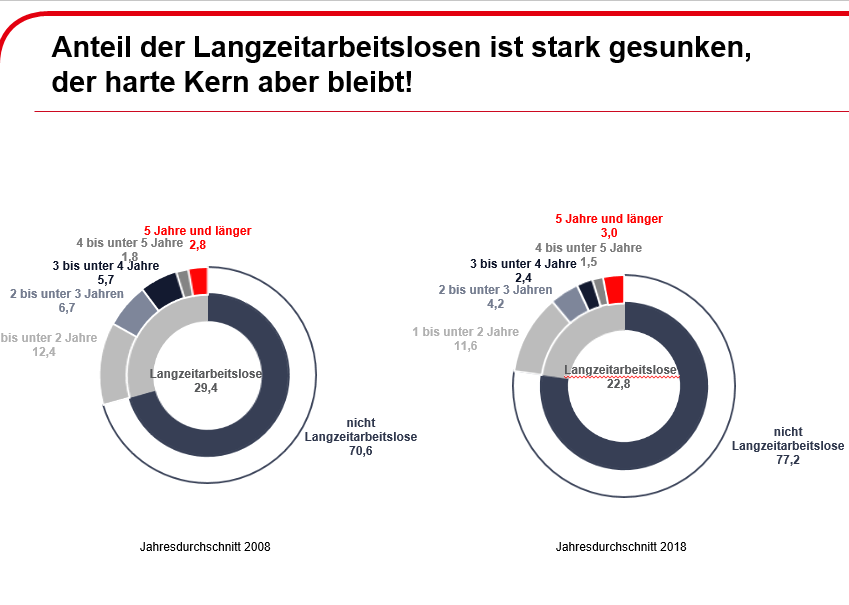 Anteil der Langzeitarbeitslosen ist stark gesunken,
der harte Kern aber bleibt!
5 Jahre und länger
2,8
4 bis unter 5 Jahre
1,8
3 bis unter 4 Jahre
5,7
2 bis unter 3 Jahren
6,7
bis unter 2 Jahre
12,4
Langzeitarbeitslose
29,4
nicht
Langzeitarbeitslose
70,6
Jahresdurchschnitt 2008
5 Jahre und länger
3,0
4 bis unter 5 Jahre
1,5
3 bis unter 4 Jahre
2,4
2 bis unter 3 Jahren
4,2
1 bis unter 2 Jahre
11,6
Langzeitarbeitslose
22,8
nicht
Langzeitarbeitslose
77,2
Jahresdurchschnitt 2018